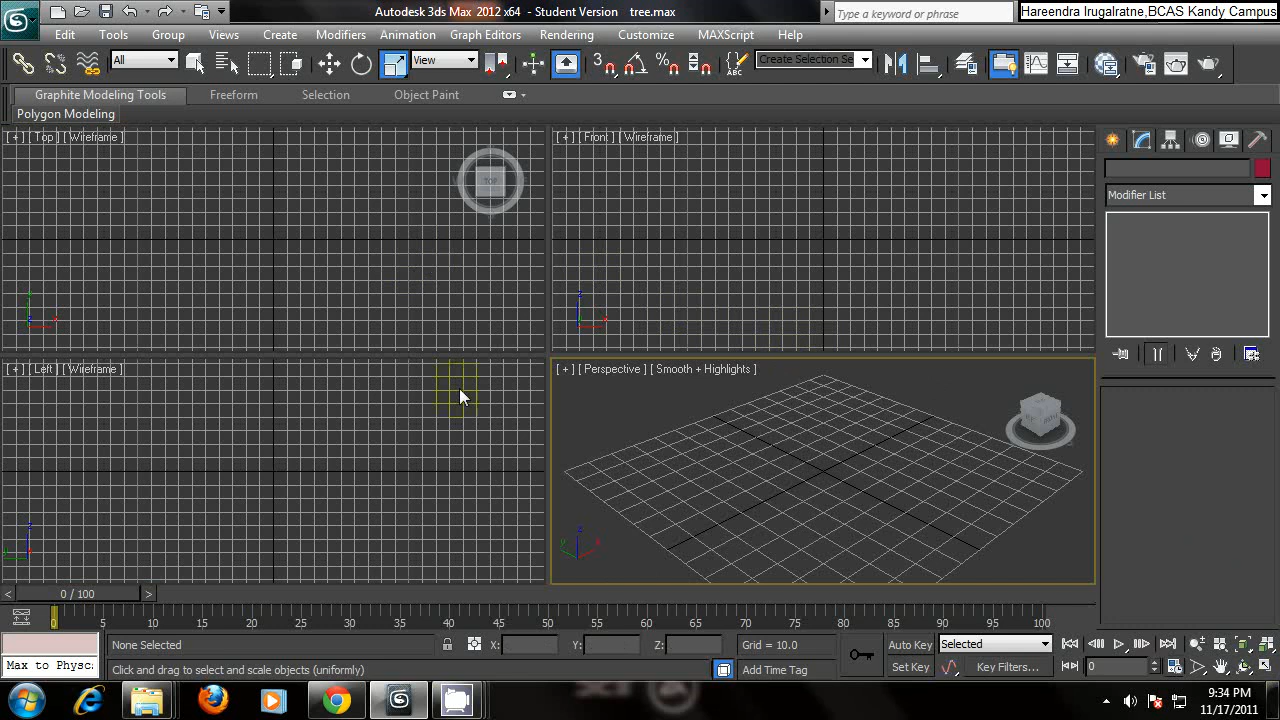 Autodesk 3ds Max 2012 x64 - Student Version tree.max
Type a keyword or phrase
Hareendra Irugalratne,BCAS Kandy Campus
Edit Tools Group Views Create Modifiers Animation Graph Editors Rendering Customize MAXScript Help
All View 3 Create Selection Se
Graphite Modeling Tools Freeform Selection Object Paint
Polygon Modeling
[ + ] [ Top ] [ Wireframe ]
[ + ] [ Front ] [ Wireframe ]
TOP
Modifier List
[ + ] [ Left ] [ Wireframe ]
[ + ] [ Perspective ] [ Smooth + Highlights ]
< 0 / 100 >
0 5 10 15 20 25 30 35 40 45 50 55 60 65 70 75 80 85 90 95 100
None Selected X: Y: Z: Grid = 10.0 Auto Key Selected
Max to Physc
Click and drag to select and scale objects (uniformly) Add Time Tag Set Key Key Filters... 0
9:34 PM
11/17/2011